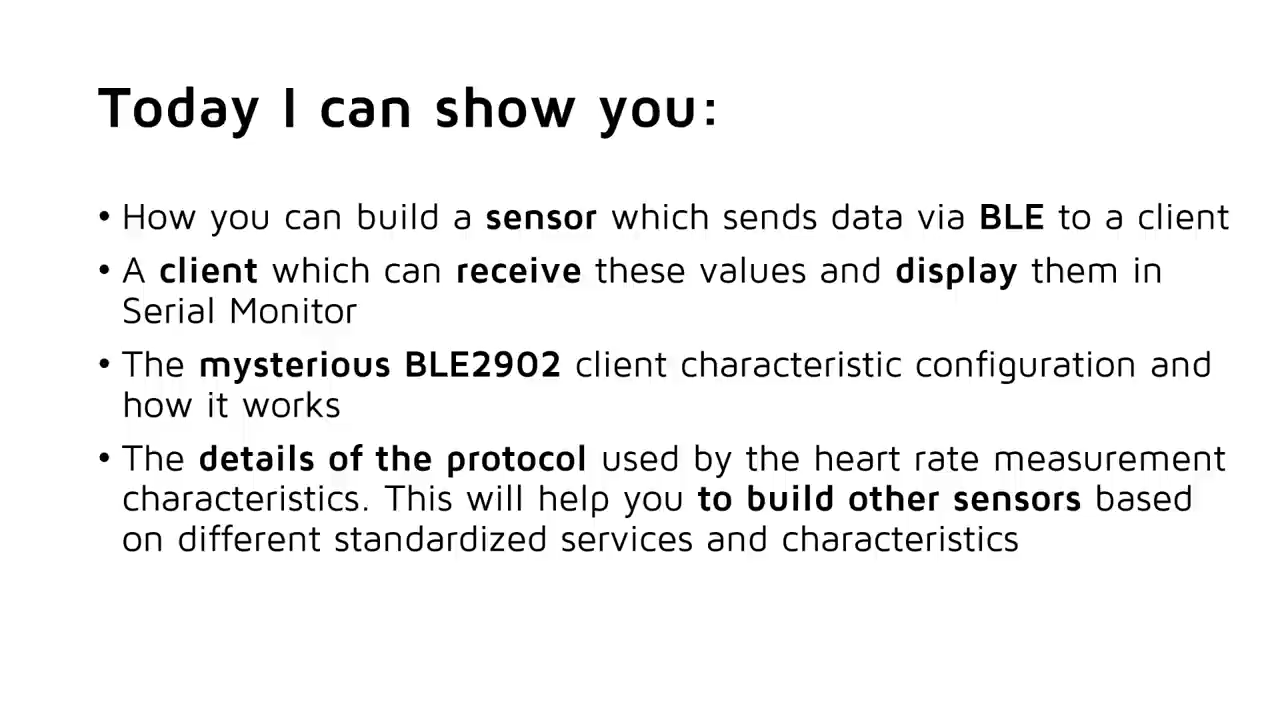 Today I can show you:
• How you can build a sensor which sends data via BLE to a client
• A client which can receive these values and display them in
Serial Monitor
• The mysterious BLE2902 client characteristic configuration and
how it works
• The details of the protocol used by the heart rate measurement
characteristics. This will help you to build other sensors based
on different standardized services and characteristics